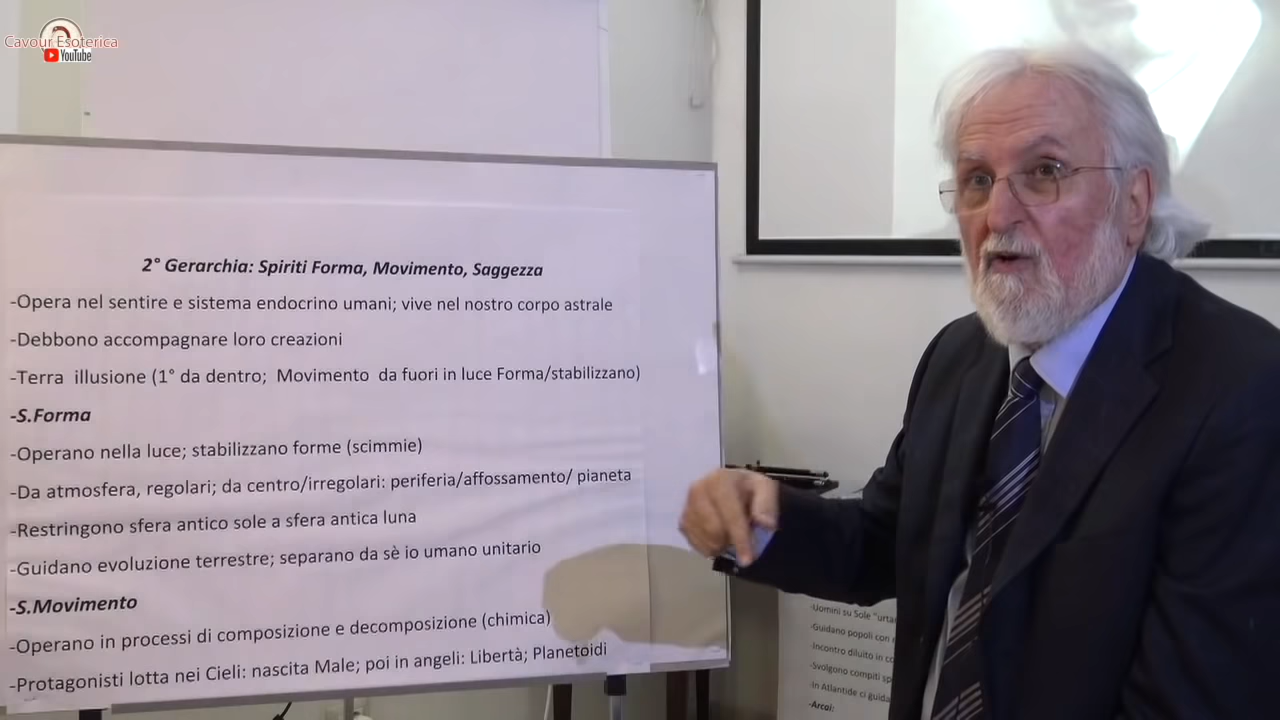 Cavour Esoterica
YouTube
2° Gerarchia: Spiriti Forma, Movimento, Saggezza
-Opera nel sentire e sistema endocrino umani; vive nel nostro corpo astrale
-Debbono accompagnare loro creazioni
-Terra illusione (1° da dentro; Movimento da fuori in luce Forma/stabilizzano)
-S.Forma
-Operano nella luce; stabilizzano forme (scimmie)
-Da atmosfera, regolari; da centro/irregolari: periferia/affossamento/ pianeta
-Restringono sfera antico sole a sfera antica luna
-Guidano evoluzione terrestre; separano da sè io umano unitario
-S.Movimento
-Operano in processi di composizione e decomposizione (chimica)
-Protagonisti lotta nei Cieli: nascita Male; poi in angeli: Libertà; Planetoidi
-Uomini su Sole "urta
-Guidano popoli con
-Incontro diluito in
-Svolgono compiti
-In Atlantide ci guida
-Arcai: